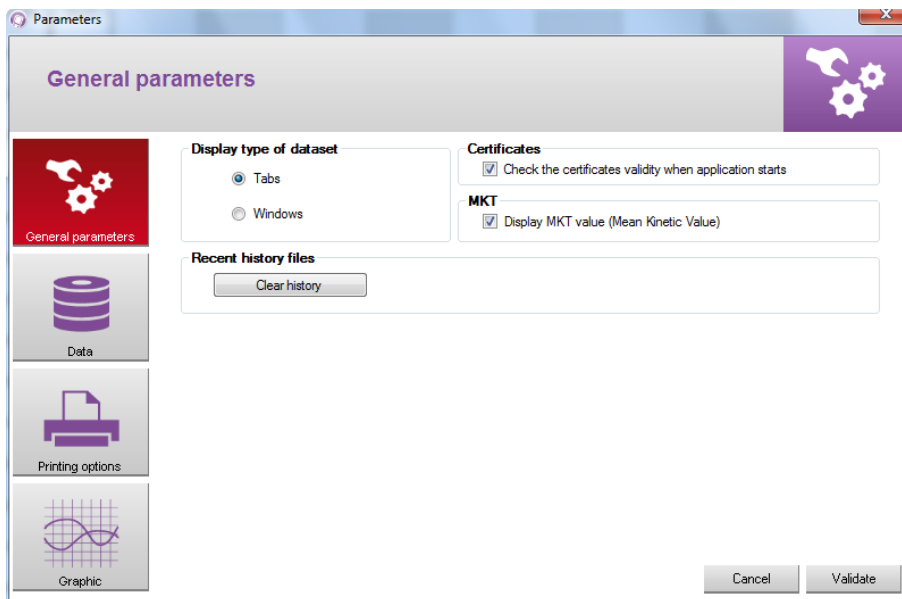 Parameters
General parameters
General parameters
Data
Printing options
Graphic
Display type of dataset
Tabs
Windows
Certificates
Check the certificates validity when application starts
MKT
Display MKT value (Mean Kinetic Value)
Recent history files
Clear history
Cancel
Validate